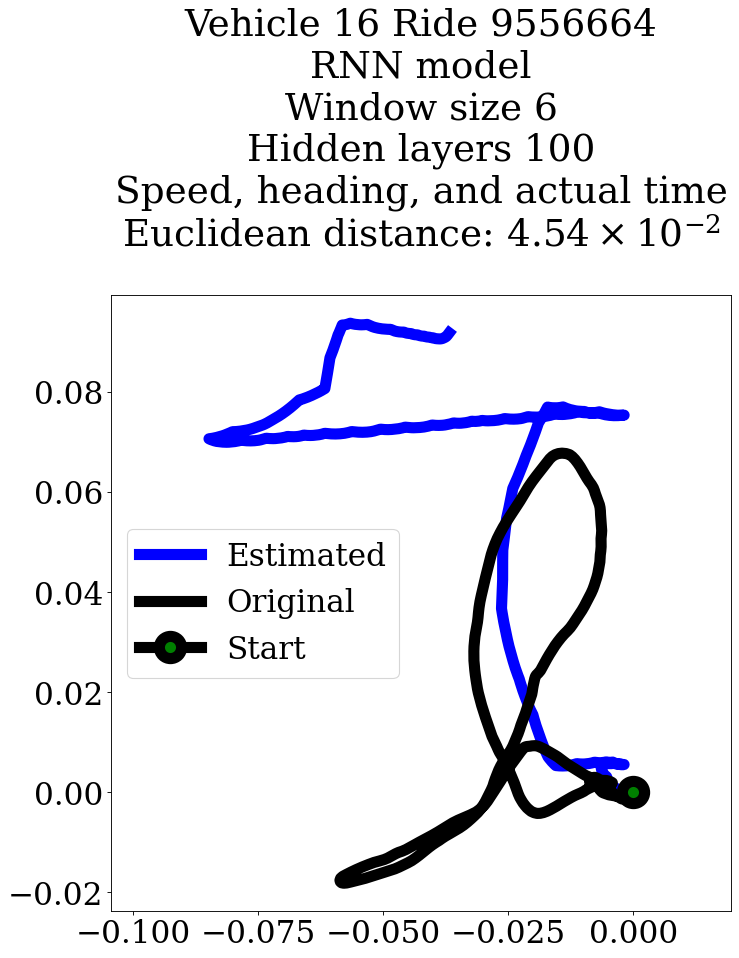 Vehicle 16 Ride 9556664
RNN model
Window size 6
Hidden layers 100
Speed, heading, and actual time
Euclidean distance: 4.54 × 10⁻²
0.08
0.06
0.04
0.02
0.00
−0.02
Estimated
Original
Start
−0.100 −0.075 −0.050 −0.025 0.000